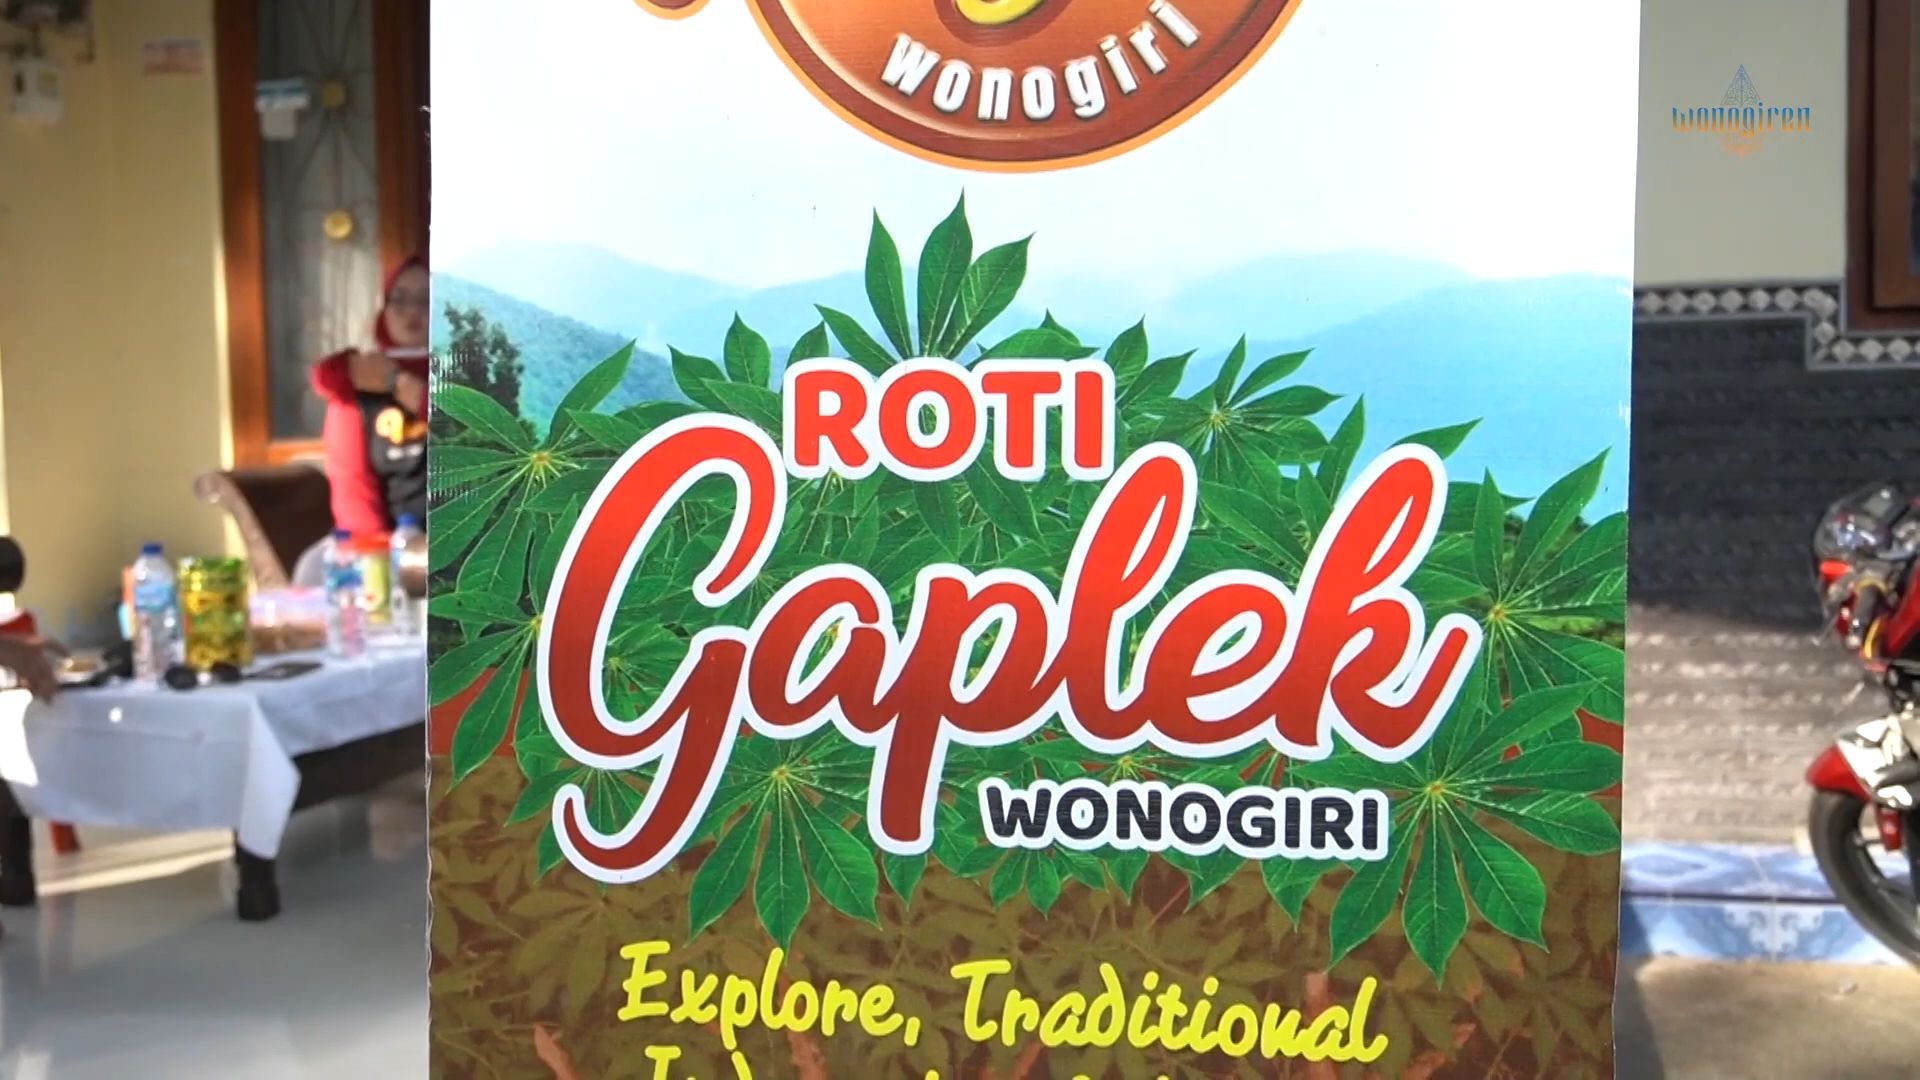 wonogiri
wonogiren
ROTI
Gaplek
WONOGIRI
Explore, Traditional